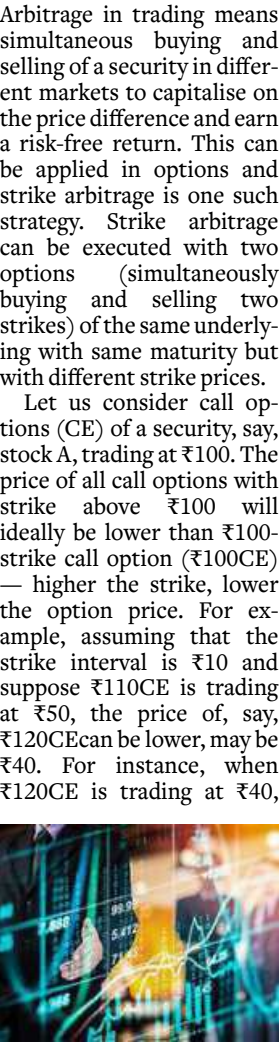 Arbitrage in trading means
simultaneous buying and
selling of a security in differ-
ent markets to capitalise on
the price difference and earn
a risk-free return. This can
be applied in options and
strike arbitrage is one such
strategy. Strike arbitrage
can be executed with two
options (simultaneously
buying and selling two
strikes) of the same underly-
ing with same maturity but
with different strike prices.
Let us consider call op-
tions (CE) of a security, say,
stock A, trading at ₹100. The
price of all call options with
strike above ₹100 will
ideally be lower than ₹100-
strike call option (₹100CE)
— higher the strike, lower
the option price. For ex-
ample, assuming that the
strike interval is ₹10 and
suppose ₹110CE is trading
at ₹50, the price of, say,
₹120CEcan be lower, may be
₹40. For instance, when
₹120CE is trading at ₹40,
5.412